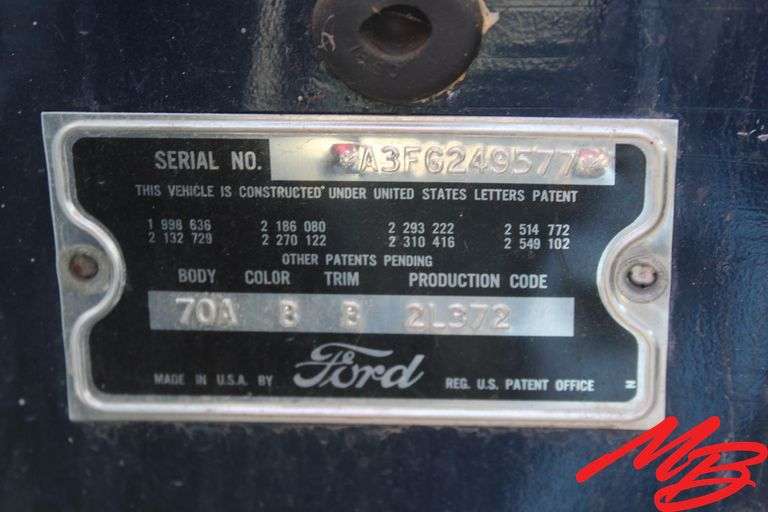 SERIAL NO. *A3FG249577*
THIS VEHICLE IS CONSTRUCTED UNDER UNITED STATES LETTERS PATENT
1 998 636 2 186 080 2 293 222 2 514 772
2 132 729 2 270 122 2 310 416 2 549 102
OTHER PATENTS PENDING
BODY COLOR TRIM PRODUCTION CODE
70A B B 2L372
MADE IN U.S.A. BY Ford REG. U.S. PATENT OFFICE N
MB